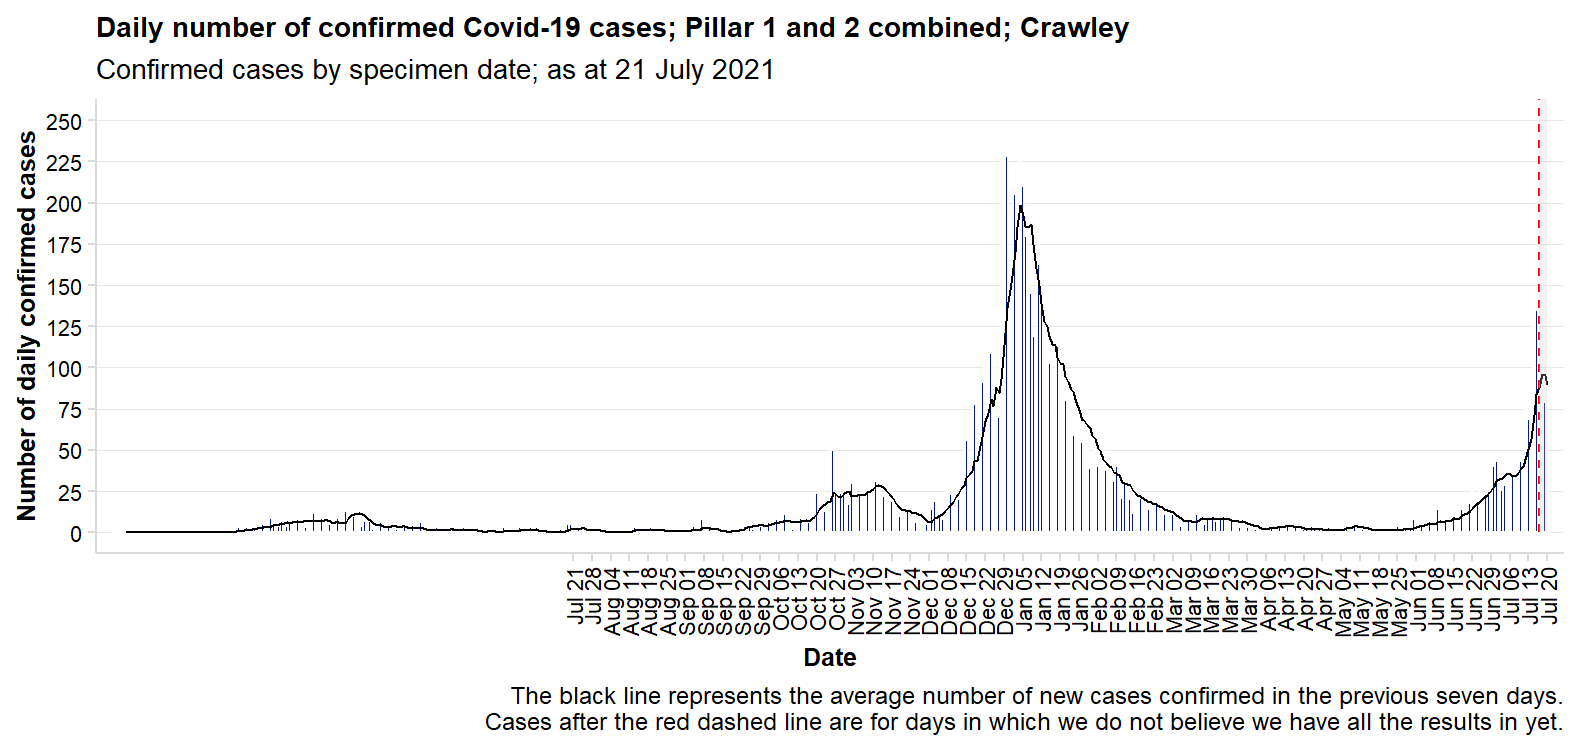 Daily number of confirmed Covid-19 cases; Pillar 1 and 2 combined; Crawley
Confirmed cases by specimen date; as at 21 July 2021
Number of daily confirmed cases
250
225
200
175
150
125
100
75
50
25
0
Jul 21
Jul 28
Aug 04
Aug 11
Aug 18
Aug 25
Sep 01
Sep 08
Sep 15
Sep 22
Sep 29
Oct 06
Oct 13
Oct 20
Oct 27
Nov 03
Nov 10
Nov 17
Nov 24
Dec 01
Dec 08
Dec 15
Dec 22
Dec 29
Jan 05
Jan 12
Jan 19
Jan 26
Feb 02
Feb 09
Feb 16
Feb 23
Mar 02
Mar 09
Mar 16
Mar 23
Mar 30
Apr 06
Apr 13
Apr 20
Apr 27
May 04
May 11
May 18
May 25
Jun 01
Jun 08
Jun 15
Jun 22
Jun 29
Jul 06
Jul 13
Jul 20
Date
The black line represents the average number of new cases confirmed in the previous seven days.
Cases after the red dashed line are for days in which we do not believe we have all the results in yet.